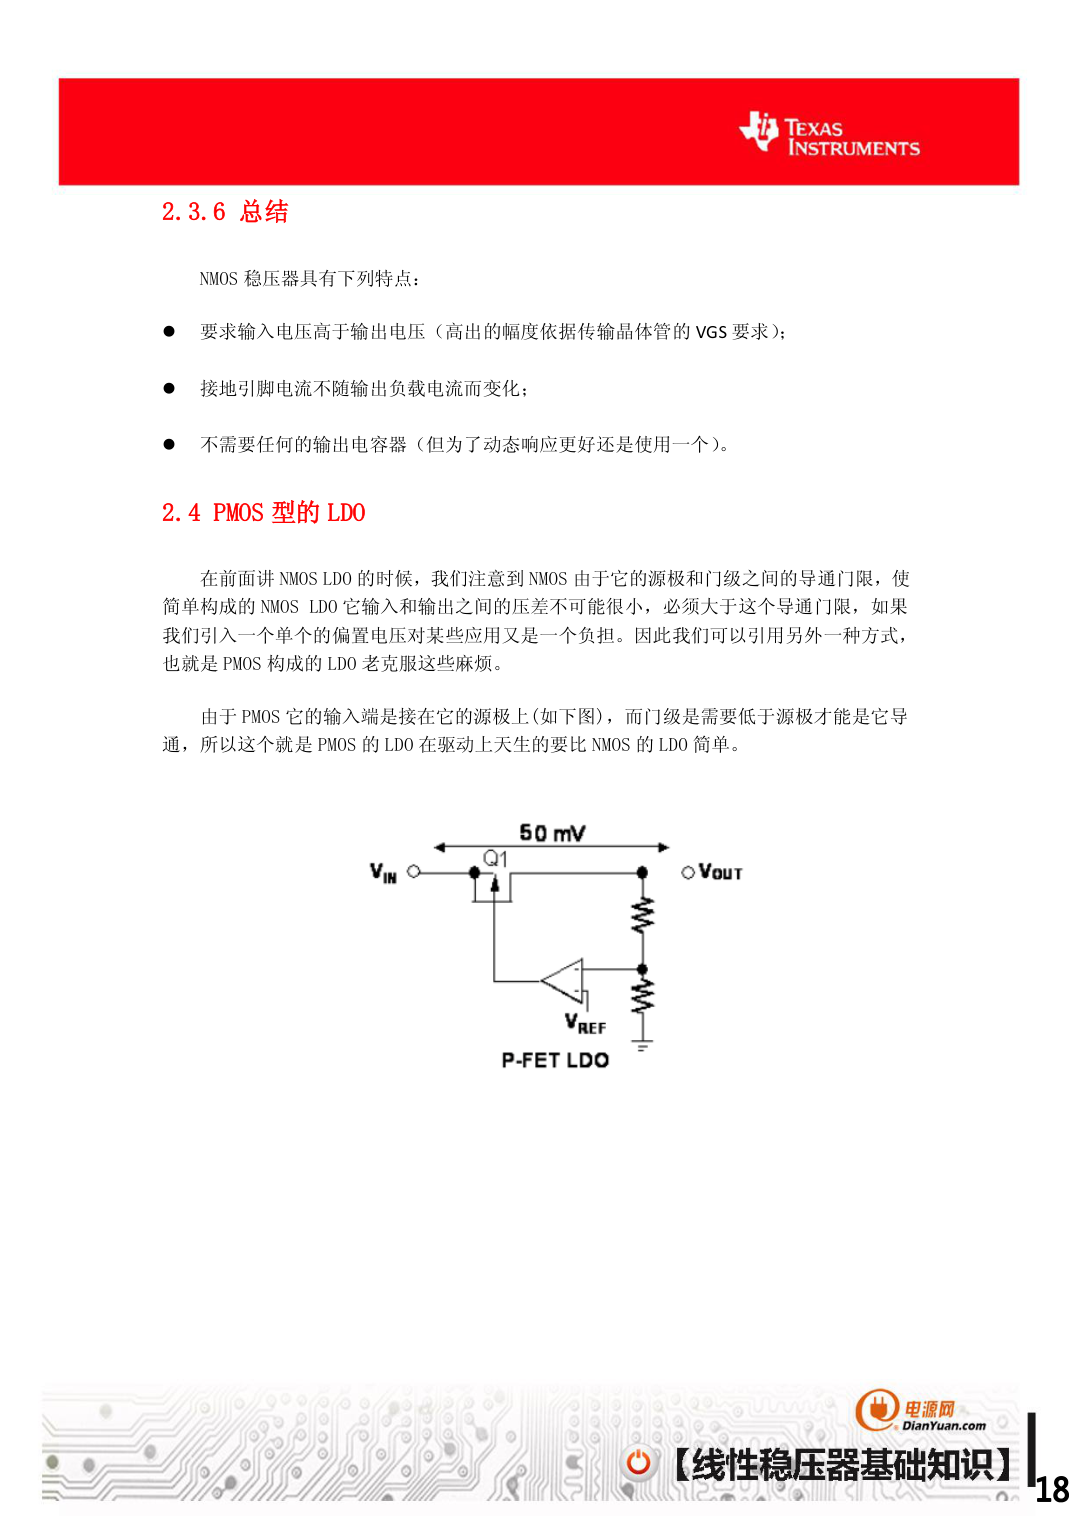 TEXAS
INSTRUMENTS
2.3.6 总结
NMOS 稳压器具有下列特点：
● 要求输入电压高于输出电压（高出的幅度依据传输晶体管的 VGS 要求）；
● 接地引脚电流不随输出负载电流而变化；
● 不需要任何的输出电容器（但为了动态响应更好还是使用一个）。
2.4 PMOS 型的 LDO
在前面讲 NMOS LDO 的时候，我们注意到 NMOS 由于它的源极和门级之间的导通门限，使
简单构成的 NMOS LDO 它输入和输出之间的压差不可能很小，必须大于这个导通门限，如果
我们引入一个单个的偏置电压对某些应用又是一个负担。因此我们可以引用另外一种方式，
也就是 PMOS 构成的 LDO 老克服这些麻烦。
由于 PMOS 它的输入端是接在它的源极上(如下图)，而门级是需要低于源极才能是它导
通，所以这个就是 PMOS 的 LDO 在驱动上天生的要比 NMOS 的 LDO 简单。
50 mV
Q1
VIN
VOUT
VREF
P-FET LDO
电源网
DianYuan.com
【线性稳压器基础知识】
18